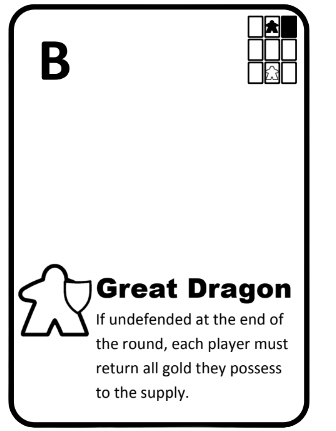 B
Great Dragon
If undefended at the end of
the round, each player must
return all gold they possess
to the supply.